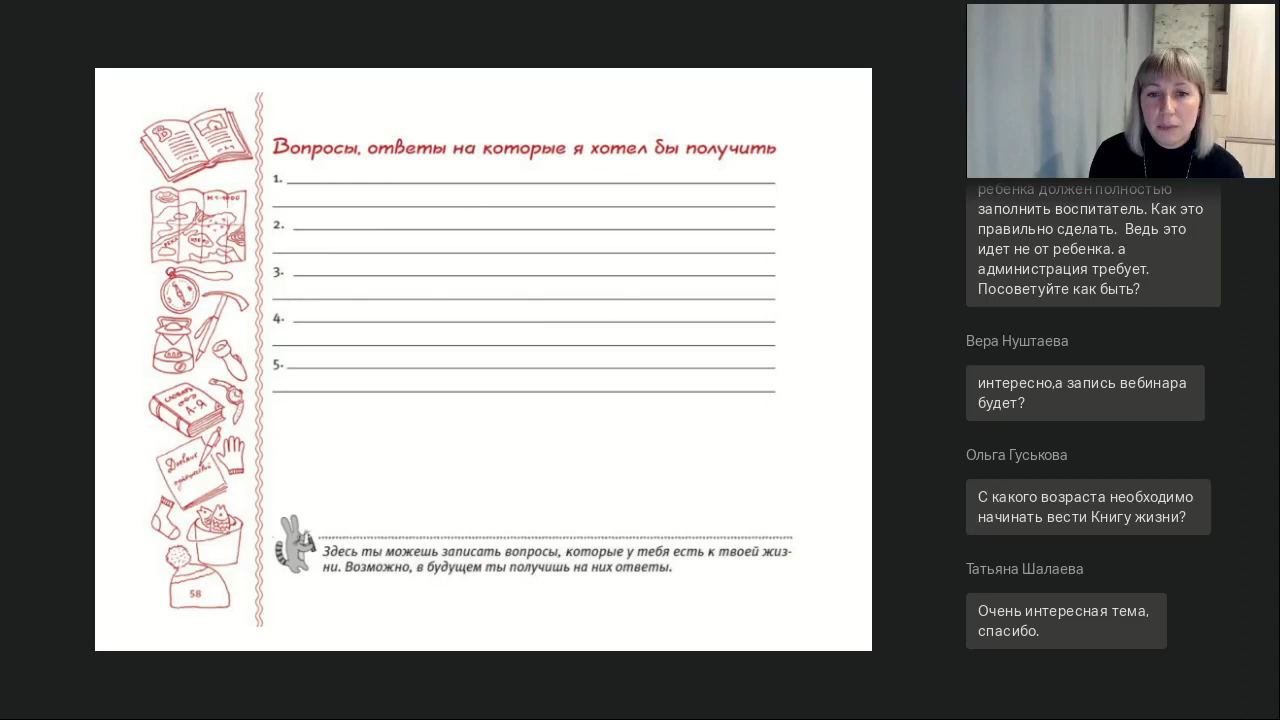 Вопросы, ответы на которые я хотел бы получить
1.
2.
3.
4.
5.
Здесь ты можешь записать вопросы, которые у тебя есть к твоей жиз-
ни. Возможно, в будущем ты получишь на них ответы.
А-Я
Дневник
58
ребенка должен полностью
заполнить воспитатель. Как это
правильно сделать. Ведь это
идет не от ребенка. а
администрация требует.
Посоветуйте как быть?
Вера Нуштаева
интересно,а запись вебинара
будет?
Ольга Гуськова
С какого возраста необходимо
начинать вести Книгу жизни?
Татьяна Шалаева
Очень интересная тема,
спасибо.